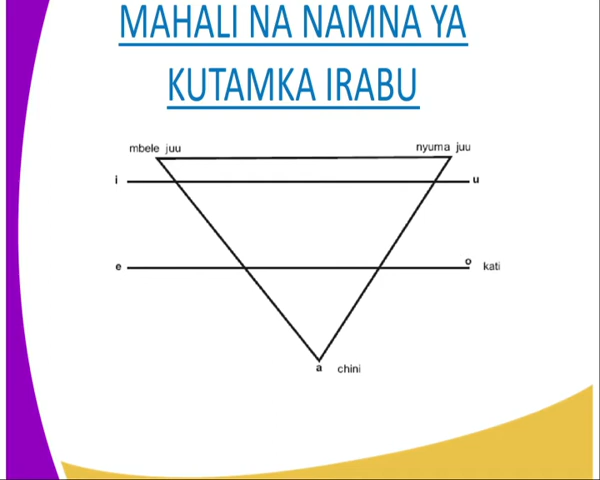 MAHALI NA NAMNA YA
KUTAMKA IRABU
mbele juu nyuma juu
i u
e o kati
a chini